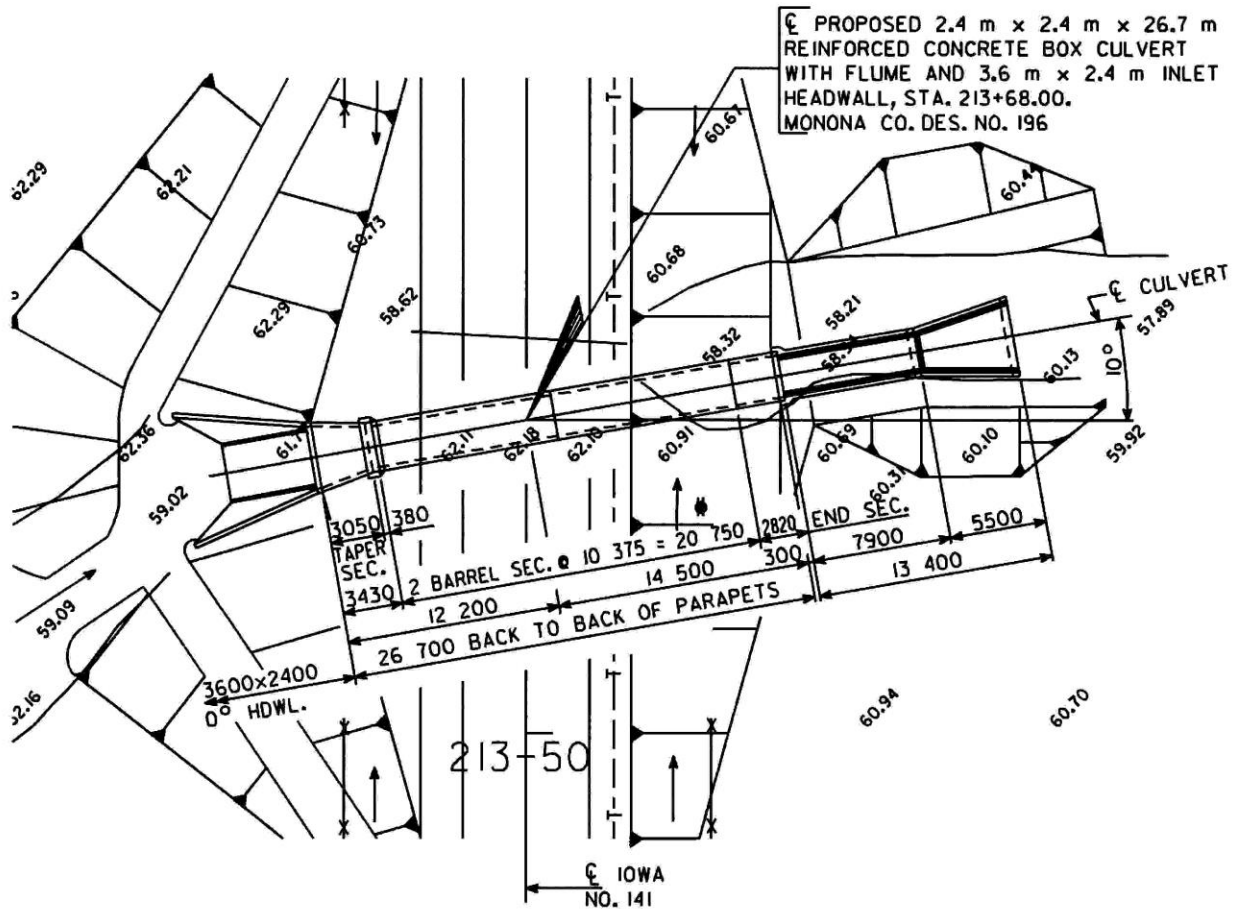 ℄ PROPOSED 2.4 m x 2.4 m x 26.7 m
REINFORCED CONCRETE BOX CULVERT
WITH FLUME AND 3.6 m x 2.4 m INLET
HEADWALL, STA. 213+68.00.
MONONA CO. DES. NO. 196
62.29
62.21
60.73
62.29
58.62
60.67
60.68
60.44
58.32
58.21
℄ CULVERT
57.89
10°
60.13
62.36
59.02
62.11
62.18
62.10
60.91
60.69
60.31
60.10
59.92
3050
380
TAPER
SEC.
3430
2 BARREL SEC. @ 10 375 = 20 750
2820
END SEC.
12 200
14 500
300
7900
5500
13 400
26 700 BACK TO BACK OF PARAPETS
3600x2400
0° HDWL.
59.09
60.94
60.70
213+50
℄ IOWA
NO. 141